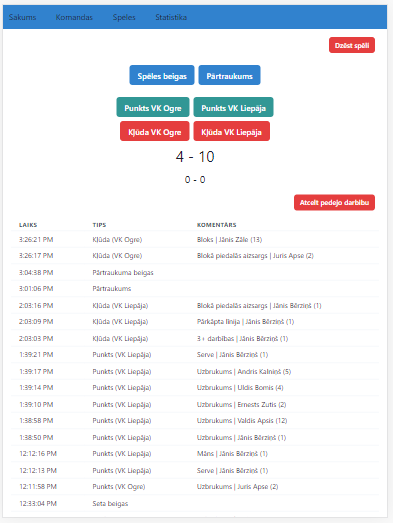 Sākums Komandas Spēles Statistika
Dzēst spēli
Spēles beigas Pārtraukums
Punkts VK Ogre Punkts VK Liepāja
Kļūda VK Ogre Kļūda VK Liepāja
4 - 10
0 - 0
Atcelt pedejo darbību
LAIKS TIPS KOMENTĀRS
3:26:21 PM Kļūda (VK Ogre) Bloks | Jānis Zāle (13)
3:26:17 PM Kļūda (VK Ogre) Blokā piedalās aizsargs | Juris Apse (2)
3:04:38 PM Pārtraukuma beigas
3:01:06 PM Pārtraukums
2:03:16 PM Kļūda (VK Liepāja) Blokā piedalās aizsargs | Jānis Bērziņš (1)
2:03:09 PM Kļūda (VK Liepāja) Pārkāpta līnija | Jānis Bērziņš (1)
2:03:03 PM Kļūda (VK Liepāja) 3+ darbības | Jānis Bērziņš (1)
1:39:21 PM Punkts (VK Liepāja) Serve | Jānis Bērziņš (1)
1:39:17 PM Punkts (VK Liepāja) Uzbrukums | Andris Kalniņš (5)
1:39:14 PM Punkts (VK Liepāja) Uzbrukums | Uldis Bomis (4)
1:39:10 PM Punkts (VK Liepāja) Uzbrukums | Ernests Zutis (2)
1:38:58 PM Punkts (VK Liepāja) Uzbrukums | Valdis Apsis (12)
1:38:50 PM Punkts (VK Liepāja) Uzbrukums | Jānis Bērziņš (1)
12:12:16 PM Punkts (VK Liepāja) Māns | Jānis Bērziņš (1)
12:12:13 PM Punkts (VK Liepāja) Serve | Jānis Bērziņš (1)
12:11:58 PM Punkts (VK Ogre) Uzbrukums | Juris Apse (2)
12:33:04 PM Seta beigas